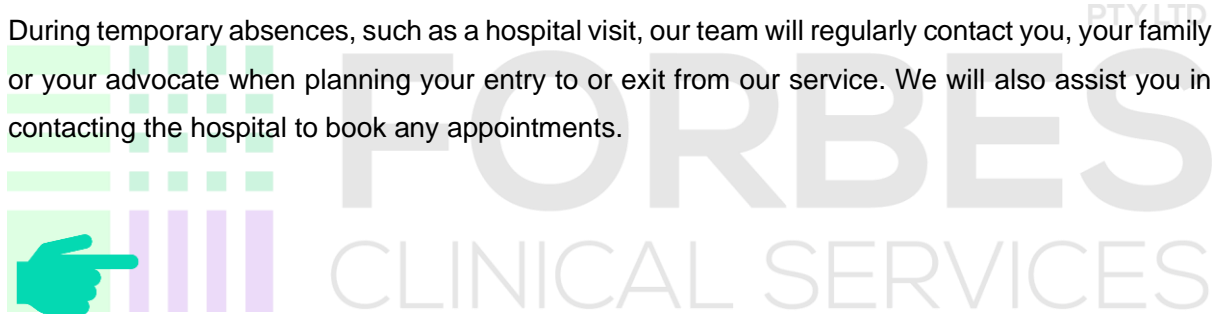 PTY LTD
During temporary absences, such as a hospital visit, our team will regularly contact you, your family
or your advocate when planning your entry to or exit from our service. We will also assist you in
contacting the hospital to book any appointments.
FORBES
CLINICAL SERVICES